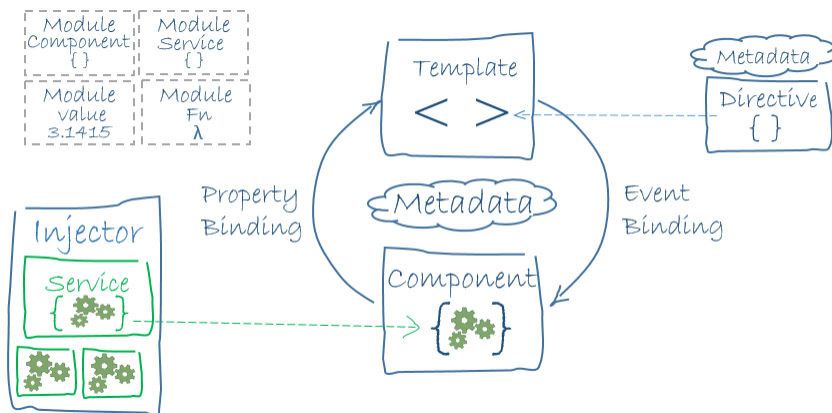 Module
Component
{ }
Module
Service
{ }
Module
value
3.1415
Module
Fn
λ
Template
< >
Metadata
Directive
{ }
Property
Binding
Metadata
Event
Binding
Injector
Service
{ }
Component
{ }